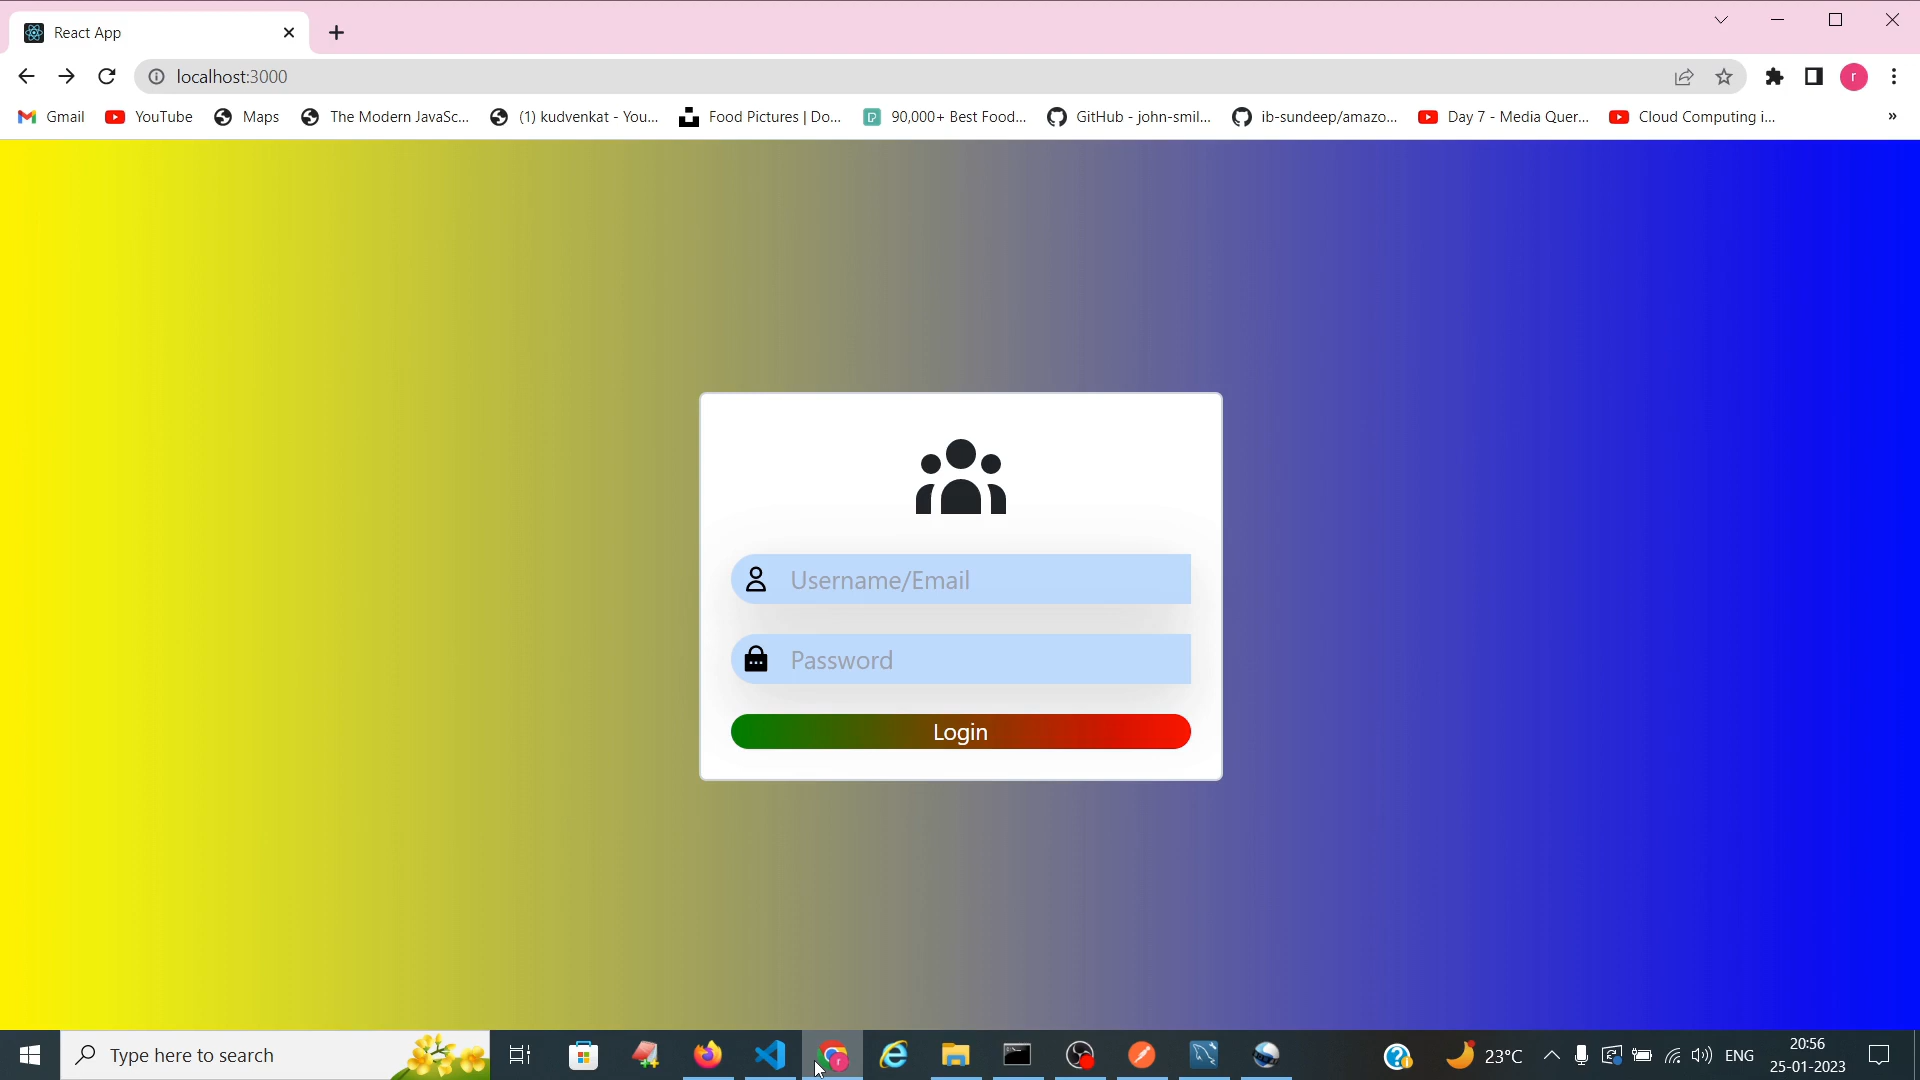 React App
localhost:3000
r
Gmail YouTube Maps The Modern JavaSc... (1) kudvenkat - You... Food Pictures | Do... 90,000+ Best Food... GitHub - john-smil... ib-sundeep/amazo... Day 7 - Media Quer... Cloud Computing i... »
Username/Email
Password
Login
Type here to search
23°C ENG 20:56
25-01-2023